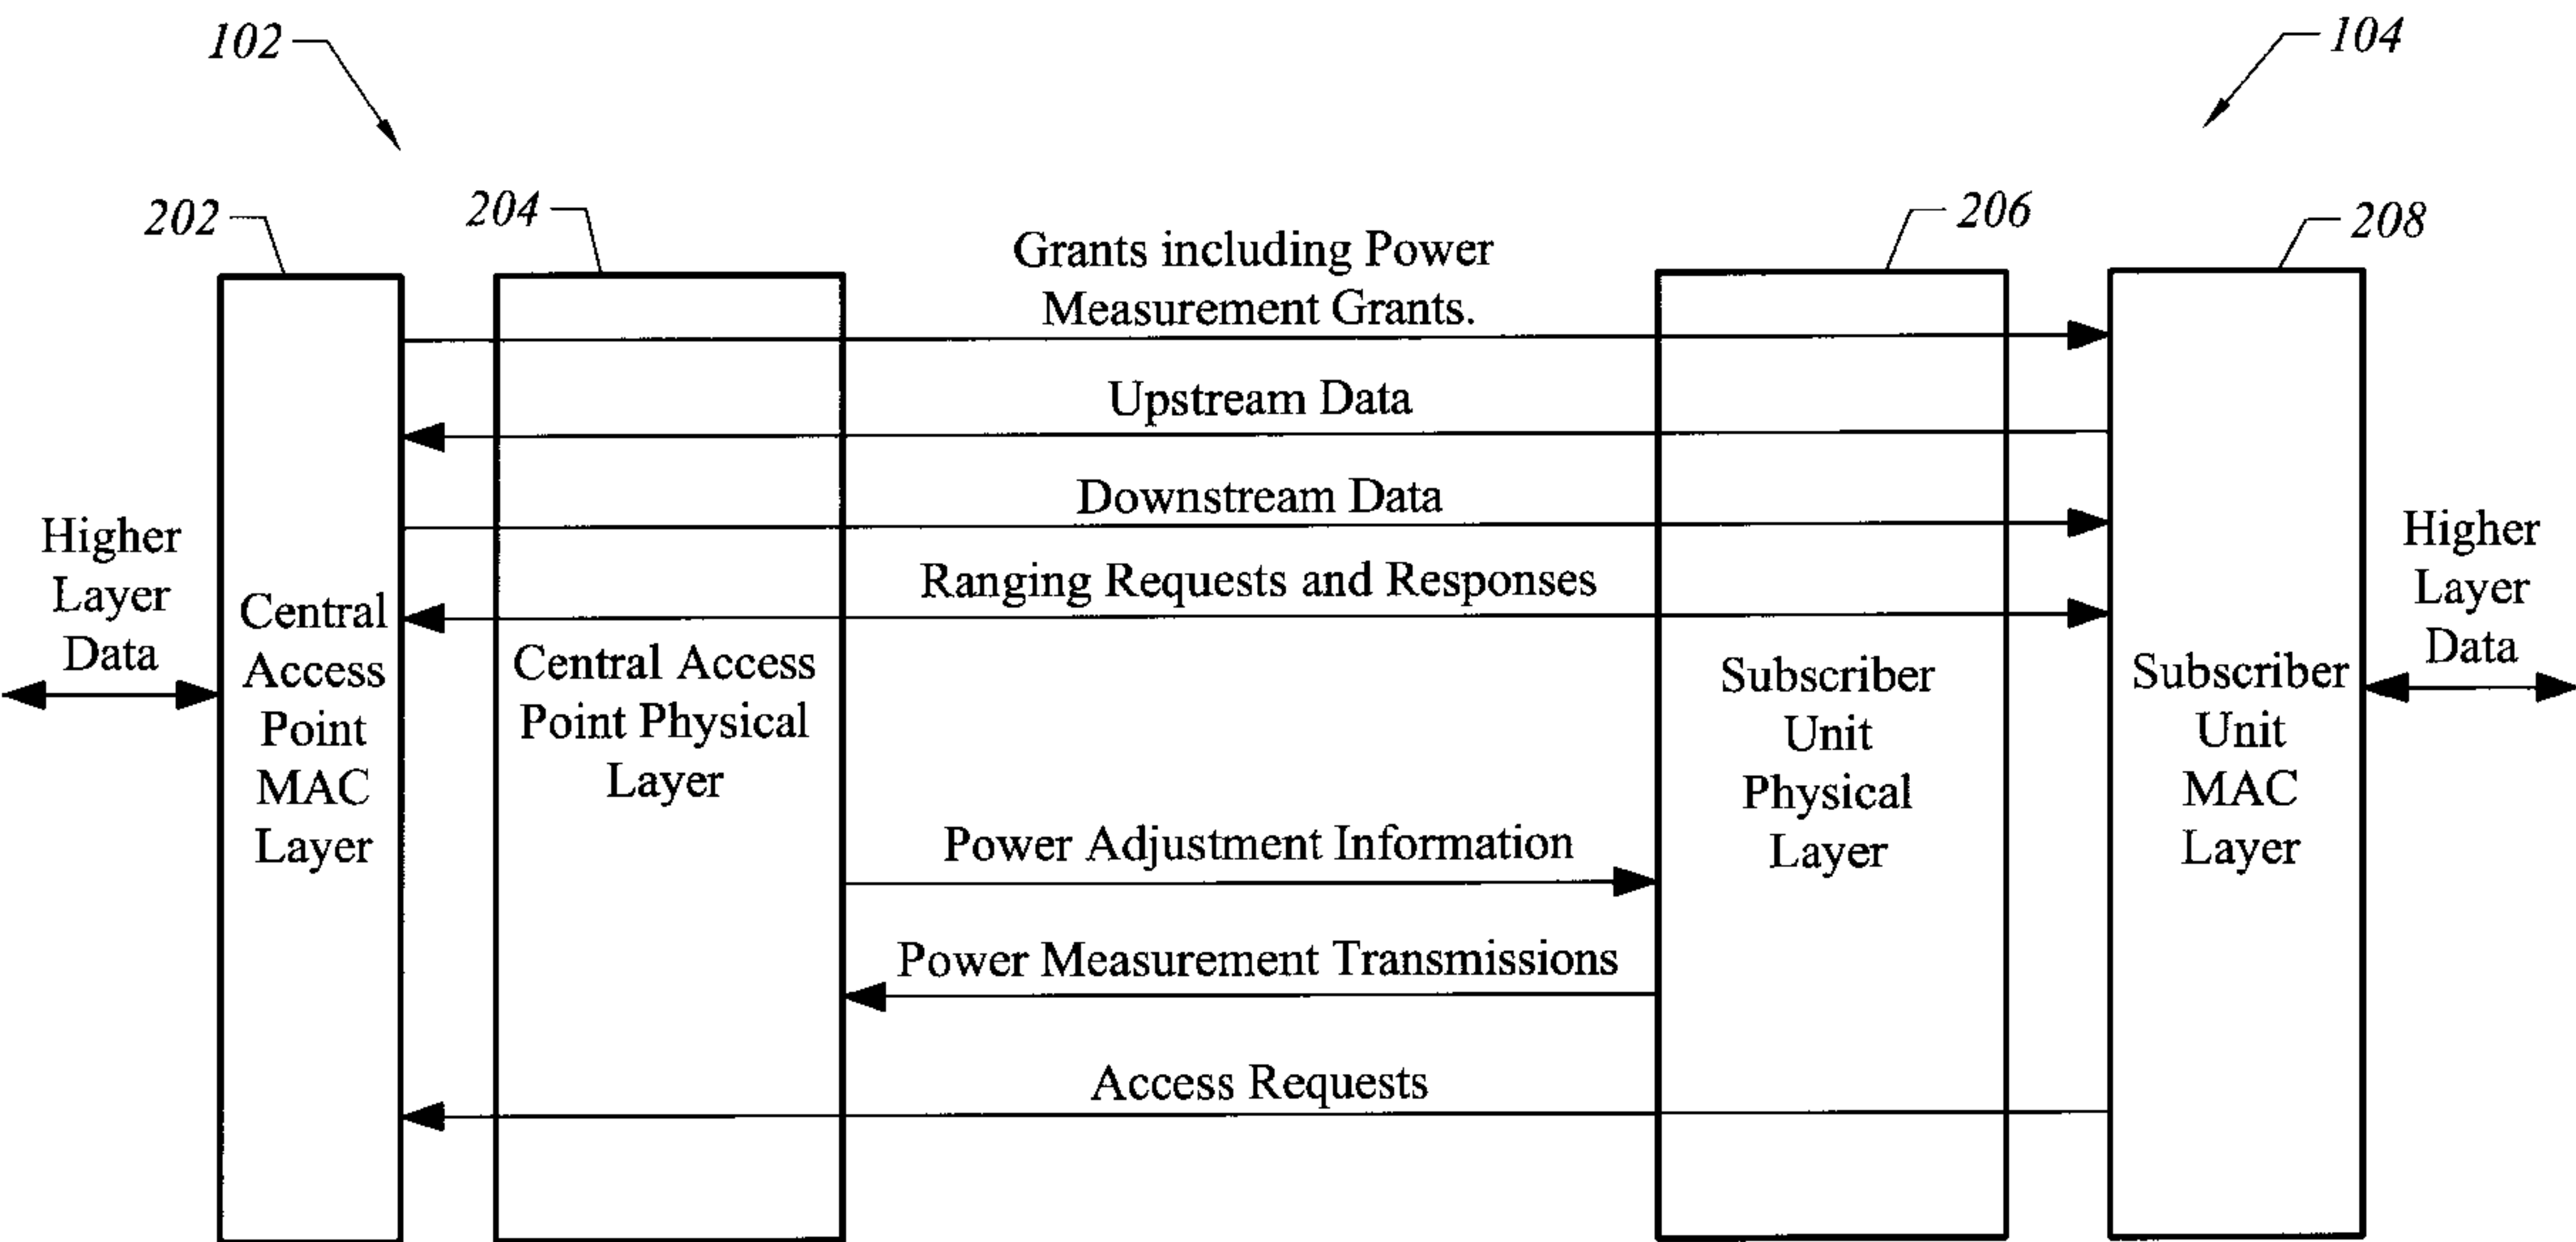 102
104
202
204
206
208
Grants including Power
Measurement Grants.
Upstream Data
Downstream Data
Ranging Requests and Responses
Power Adjustment Information
Power Measurement Transmissions
Access Requests
Higher
Layer
Data
Central
Access
Point
MAC
Layer
Central Access
Point Physical
Layer
Subscriber
Unit
Physical
Layer
Subscriber
Unit
MAC
Layer
Higher
Layer
Data